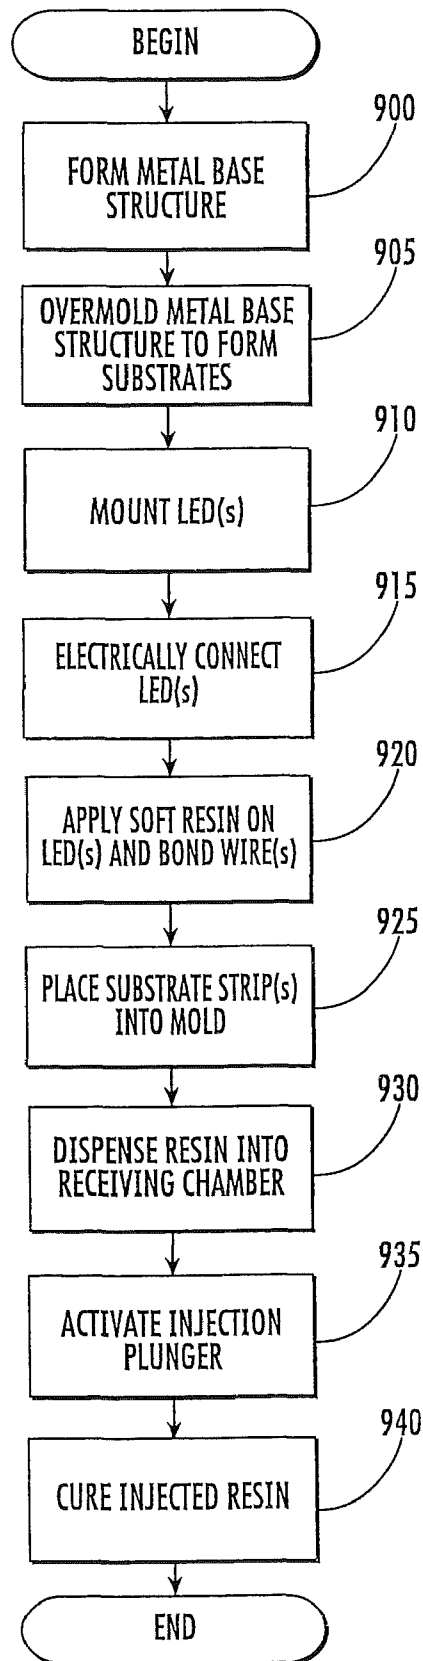 BEGIN
900
FORM METAL BASE
STRUCTURE
905
OVERMOLD METAL BASE
STRUCTURE TO FORM
SUBSTRATES
910
MOUNT LED(s)
915
ELECTRICALLY CONNECT
LED(s)
920
APPLY SOFT RESIN ON
LED(s) AND BOND WIRE(s)
925
PLACE SUBSTRATE STRIP(s)
INTO MOLD
930
DISPENSE RESIN INTO
RECEIVING CHAMBER
935
ACTIVATE INJECTION
PLUNGER
940
CURE INJECTED RESIN
END